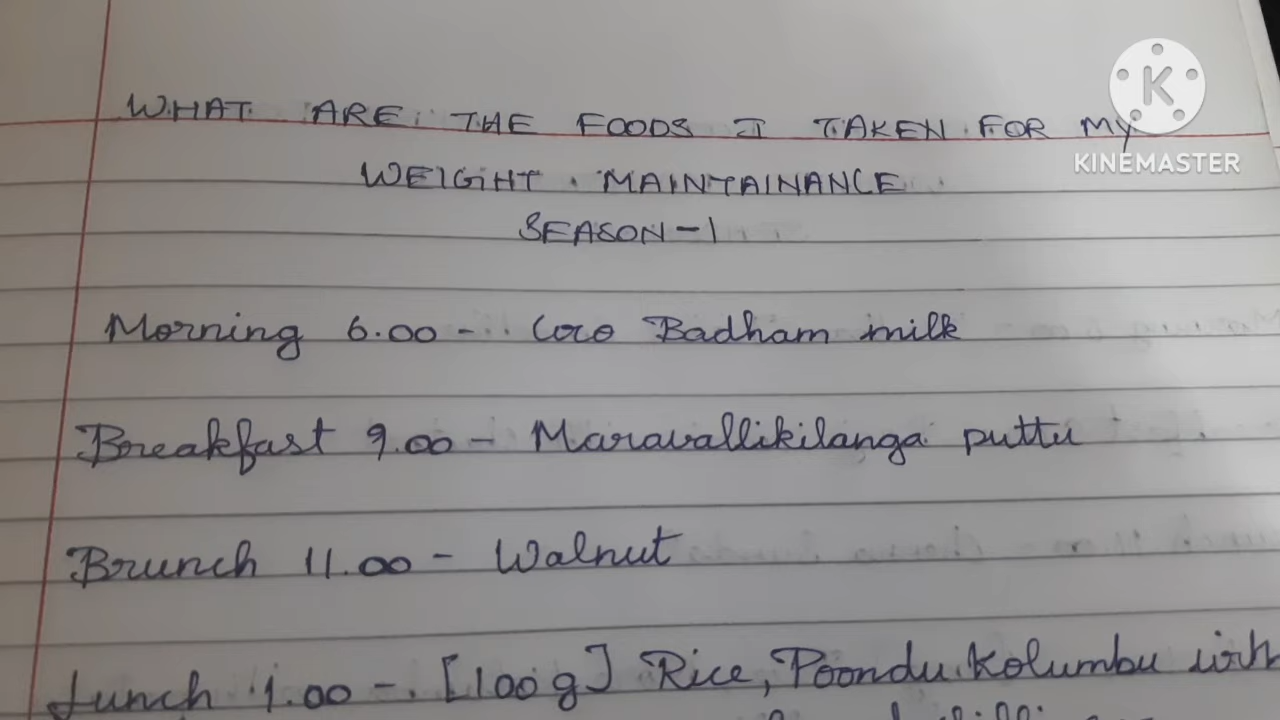 WHAT ARE THE FOODS I TAKEN FOR MY
WEIGHT MAINTAINANCE
SEASON-1
Morning 6.00 - Coco Badham milk
Breakfast 9.00 - Maravallikilanga puttu
Brunch 11.00 - Walnut
Lunch 1.00 - [100g] Rice, Poondu Kolumbu with
K
KINEMASTER